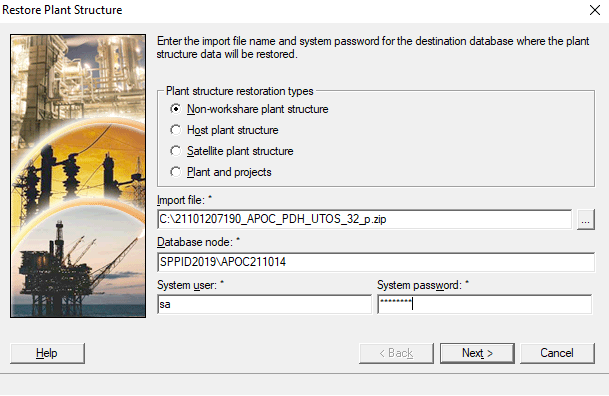 Restore Plant Structure
Enter the import file name and system password for the destination database where the plant
structure data will be restored.
Plant structure restoration types
Non-workshare plant structure
Host plant structure
Satellite plant structure
Plant and projects
Import file: *
C:\21101207190_APOC_PDH_UTOS_32_p.zip
...
Database node: *
SPPID2019\APOC211014
System user: * System password: *
sa ********
Help < Back Next > Cancel